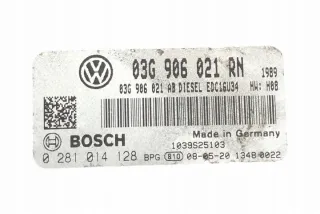 03G 906 021 RN 1989
03G 906 021 AB DIESEL EDC16U34 HW: H08
BOSCH
Made in Germany
1039S25103
0 281 014 128 BPG 810 08-05-20 1348 0022